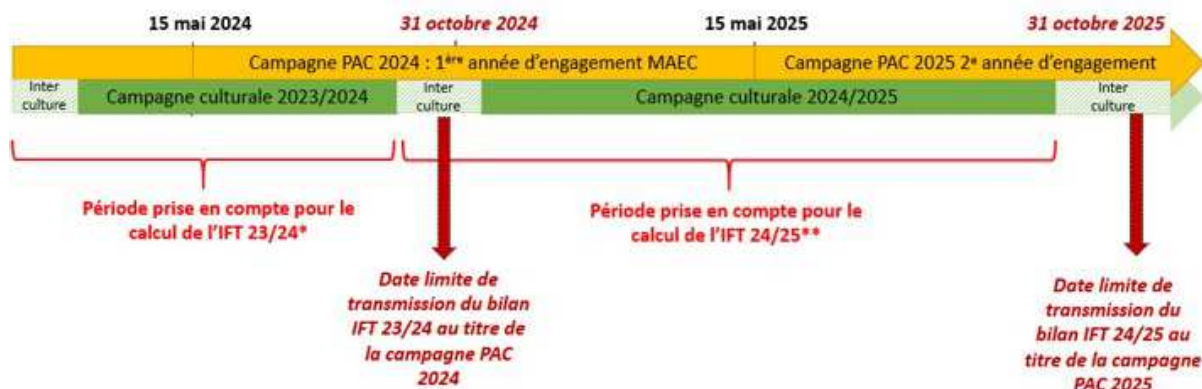 15 mai 2024
31 octobre 2024
15 mai 2025
31 octobre 2025
Campagne PAC 2024 : 1ère année d'engagement MAEC
Campagne PAC 2025 2e année d'engagement
Inter
culture
Campagne culturale 2023/2024
Inter
culture
Campagne culturale 2024/2025
Inter
culture
Période prise en compte pour le
calcul de l'IFT 23/24*
Période prise en compte pour le
calcul de l'IFT 24/25**
Date limite de
transmission du bilan
IFT 23/24 au titre de
la campagne PAC
2024
Date limite de
transmission du
bilan IFT 24/25 au
titre de la campagne
PAC 2025